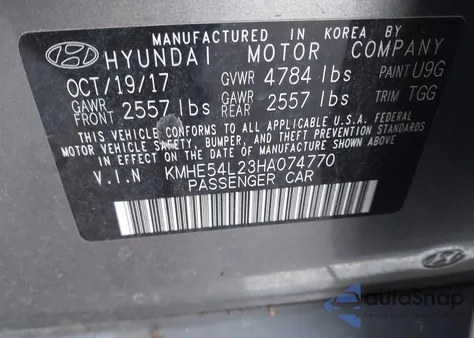 MANUFACTURED IN KOREA BY
HYUNDAI MOTOR COMPANY
OCT/19/17 GVWR 4784 lbs PAINT U9G
GAWR FRONT 2557 lbs GAWR REAR 2557 lbs TRIM TGG
THIS VEHICLE CONFORMS TO ALL APPLICABLE U.S.A. FEDERAL
MOTOR VEHICLE SAFETY, BUMPER, AND THEFT PREVENTION STANDARDS
IN EFFECT ON THE DATE OF MANUFACTURE SHOWN ABOVE.
V.I.N KMHE54L23HA074770
PASSENGER CAR
autoSnap